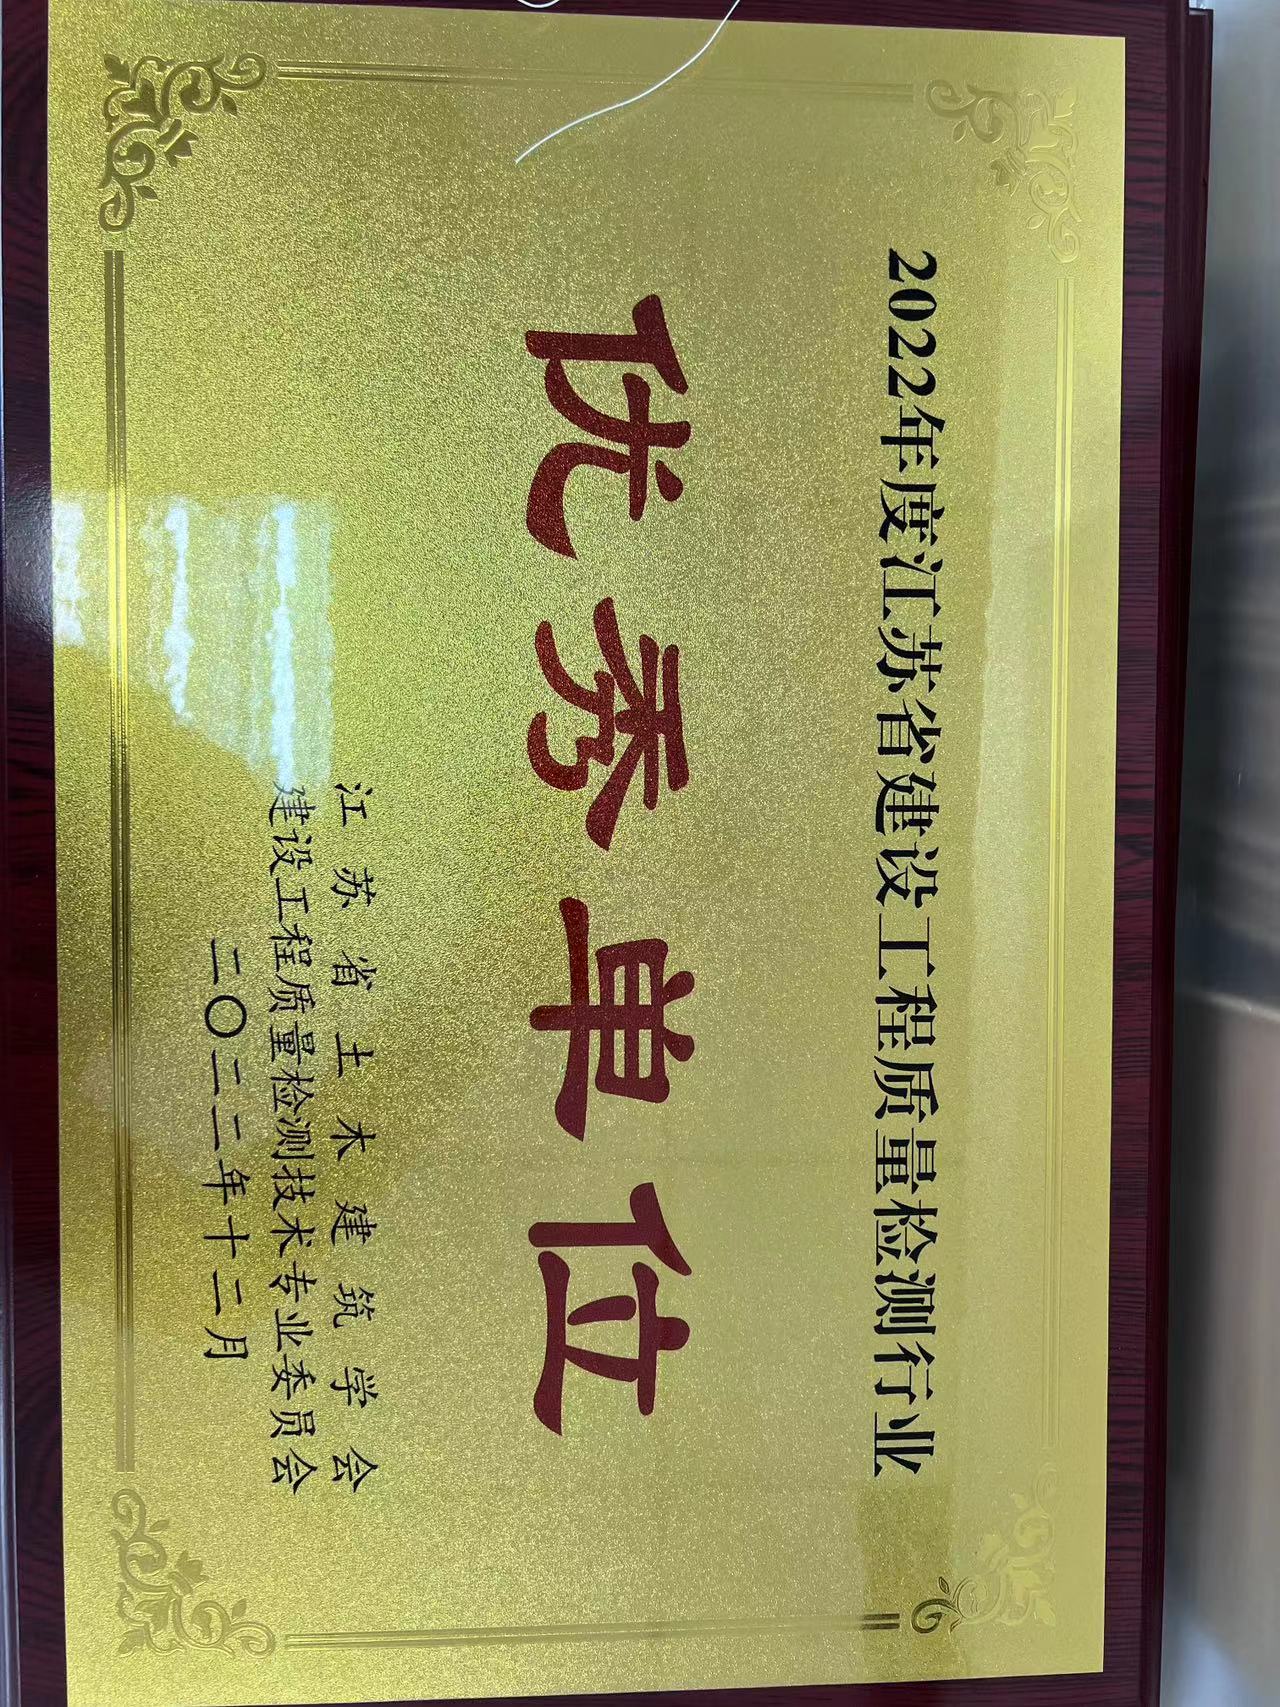 2022年度江苏省建设工程质量检测行业
优秀单位
江苏省土木建筑学会
建设工程质量检测技术专业委员会
二〇二二年十二月